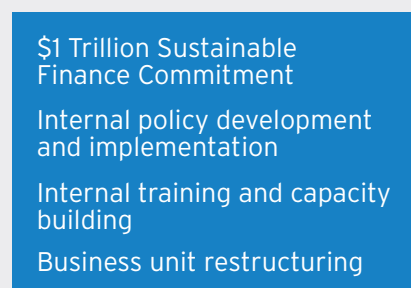 $1 Trillion Sustainable
Finance Commitment
Internal policy development
and implementation
Internal training and capacity
building
Business unit restructuring